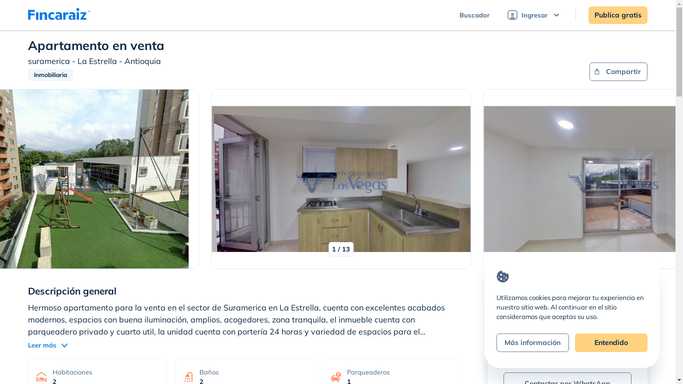 Fincaraiz
Buscador
Ingresar
Publica gratis
Apartamento en venta
suramerica - La Estrella - Antioquia
Inmobiliaria
Compartir
Los Vegas
1 / 13
Descripción general
Hermoso apartamento para la venta en el sector de Suramerica en La Estrella, cuenta con excelentes acabados
modernos, espacios con buena iluminación, amplios, acogedores, zona tranquila, el inmueble cuenta con
parqueadero privado y cuarto util, la unidad cuenta con portería 24 horas y variedad de espacios para el...
Leer más
Habitaciones
2
Baños
2
Parqueaderos
1
Utilizamos cookies para mejorar tu experiencia en
nuestro sitio web. Al continuar en el sitio
consideramos que aceptas su uso.
Más información
Entendido
Contactar por WhatsApp